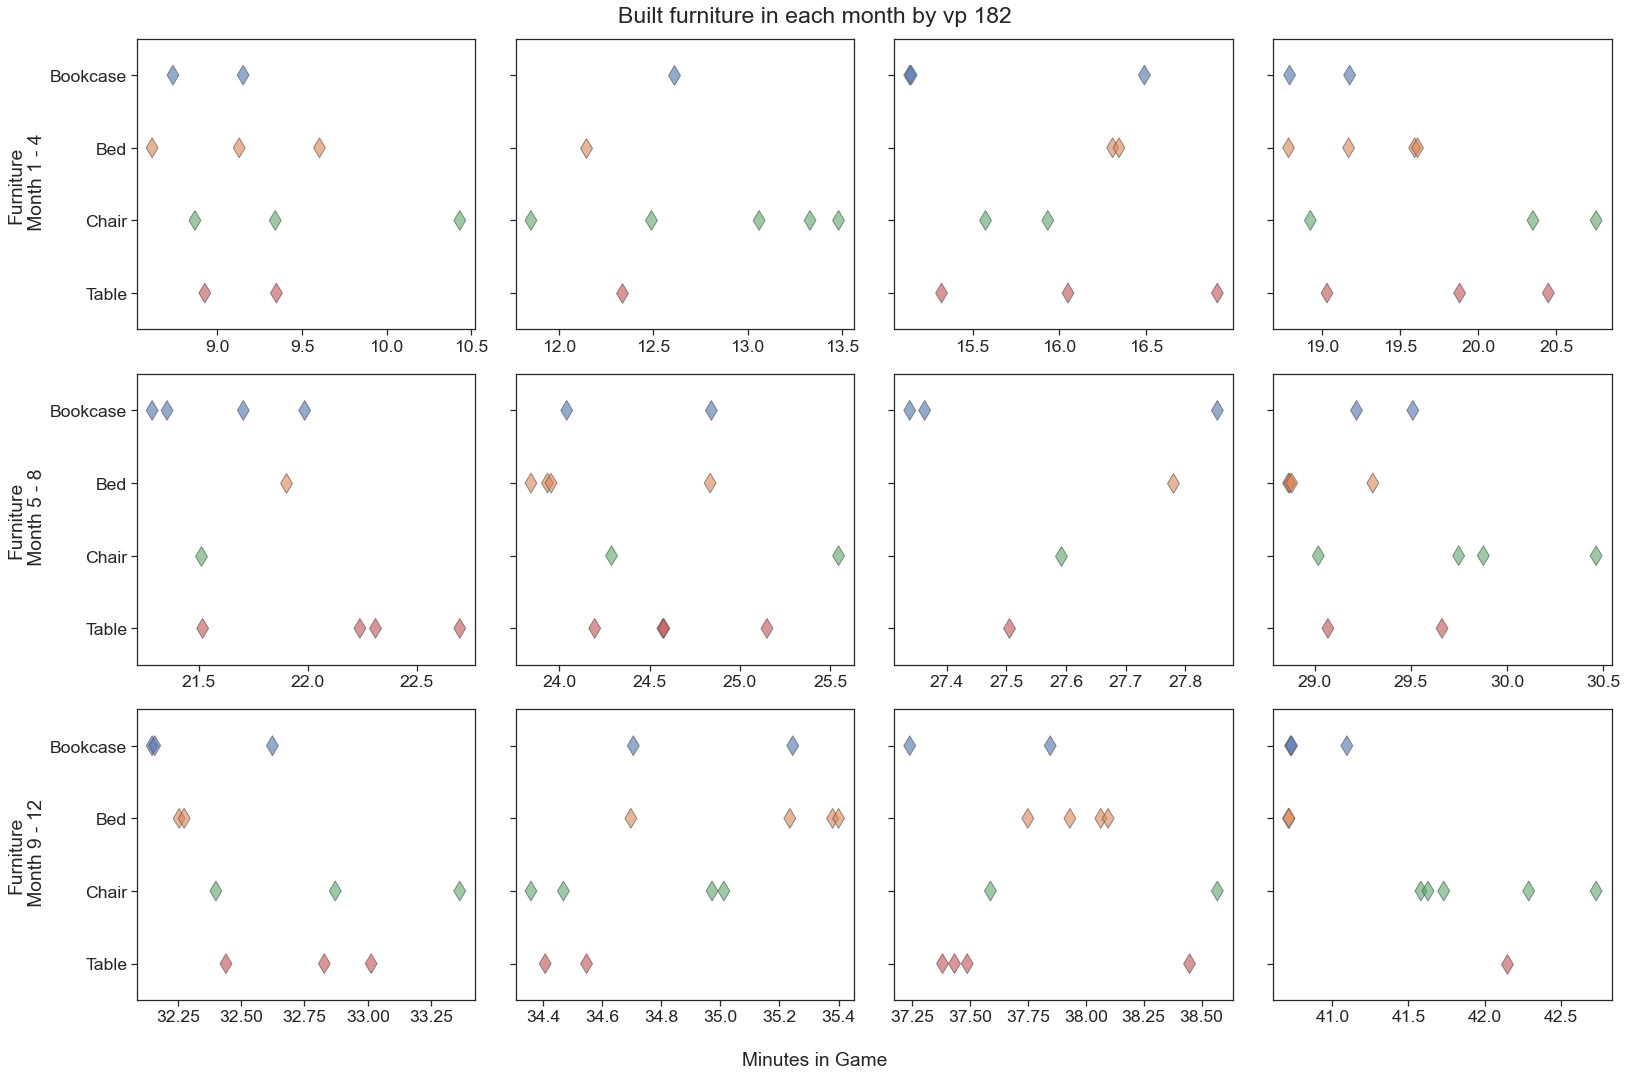 Built furniture in each month by vp 182
Furniture
Month 1 - 4
Bookcase
Bed
Chair
Table
9.0 9.5 10.0 10.5
12.0 12.5 13.0 13.5
15.5 16.0 16.5
19.0 19.5 20.0 20.5
Furniture
Month 5 - 8
Bookcase
Bed
Chair
Table
21.5 22.0 22.5
24.0 24.5 25.0 25.5
27.4 27.5 27.6 27.7 27.8
29.0 29.5 30.0 30.5
Furniture
Month 9 - 12
Bookcase
Bed
Chair
Table
32.25 32.50 32.75 33.00 33.25
34.4 34.6 34.8 35.0 35.2 35.4
37.25 37.50 37.75 38.00 38.25 38.50
41.0 41.5 42.0 42.5
Minutes in Game